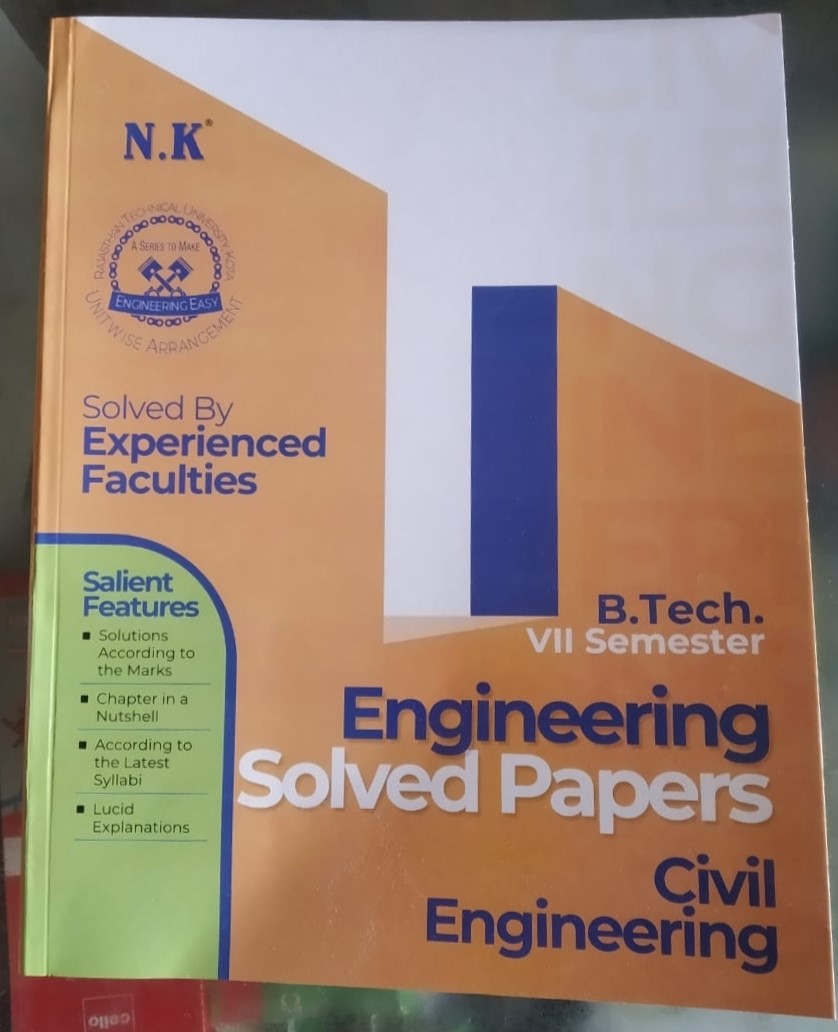 N.K®
RAJASTHAN TECHNICAL UNIVERSITY KOTA
A SERIES TO MAKE
ENGINEERING EASY
UNITWISE ARRANGEMENT
Solved By
Experienced
Faculties
Salient
Features
Solutions
According to
the Marks
Chapter in a
Nutshell
According to
the Latest
Syllabi
Lucid
Explanations
B.Tech.
VII Semester
Engineering
Solved Papers
Civil
Engineering
cello